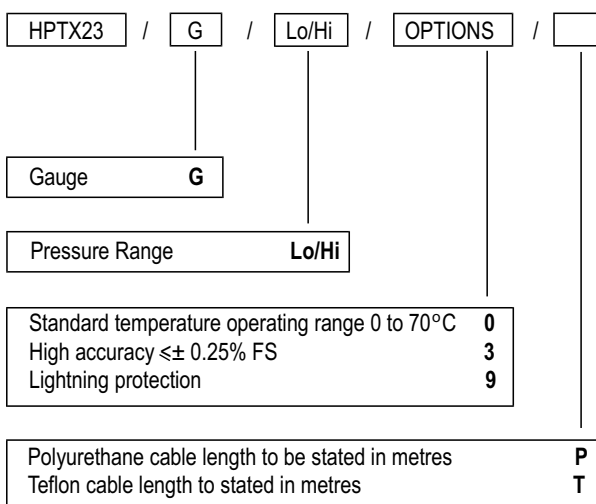 HPTX23 / G / Lo/Hi / OPTIONS /
Gauge G
Pressure Range Lo/Hi
Standard temperature operating range 0 to 70°C 0
High accuracy ⩽± 0.25% FS 3
Lightning protection 9
Polyurethane cable length to be stated in metres P
Teflon cable length to stated in metres T